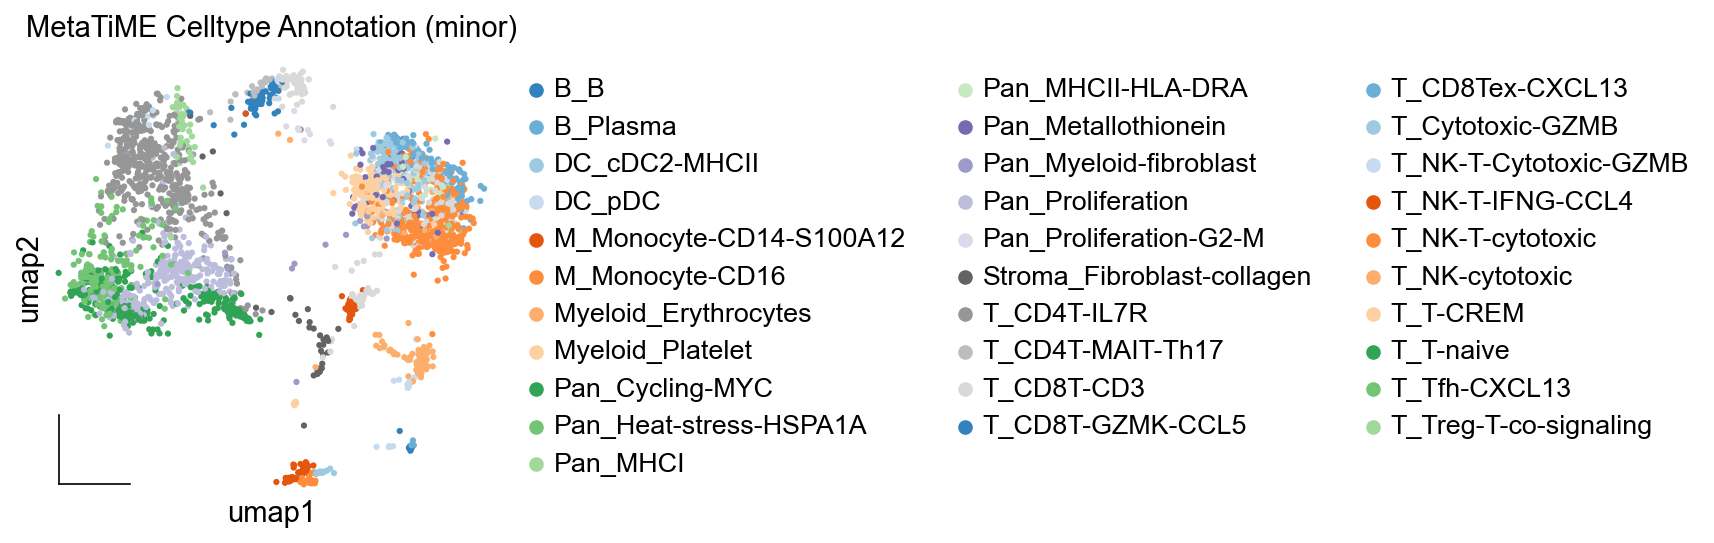 MetaTiME Celltype Annotation (minor)
B_B
B_Plasma
DC_cDC2-MHCII
DC_pDC
M_Monocyte-CD14-S100A12
M_Monocyte-CD16
Myeloid_Erythrocytes
Myeloid_Platelet
Pan_Cycling-MYC
Pan_Heat-stress-HSPA1A
Pan_MHCI
Pan_MHCII-HLA-DRA
Pan_Metallothionein
Pan_Myeloid-fibroblast
Pan_Proliferation
Pan_Proliferation-G2-M
Stroma_Fibroblast-collagen
T_CD4T-IL7R
T_CD4T-MAIT-Th17
T_CD8T-CD3
T_CD8T-GZMK-CCL5
T_CD8Tex-CXCL13
T_Cytotoxic-GZMB
T_NK-T-Cytotoxic-GZMB
T_NK-T-IFNG-CCL4
T_NK-T-cytotoxic
T_NK-cytotoxic
T_T-CREM
T_T-naive
T_Tfh-CXCL13
T_Treg-T-co-signaling
umap2
umap1